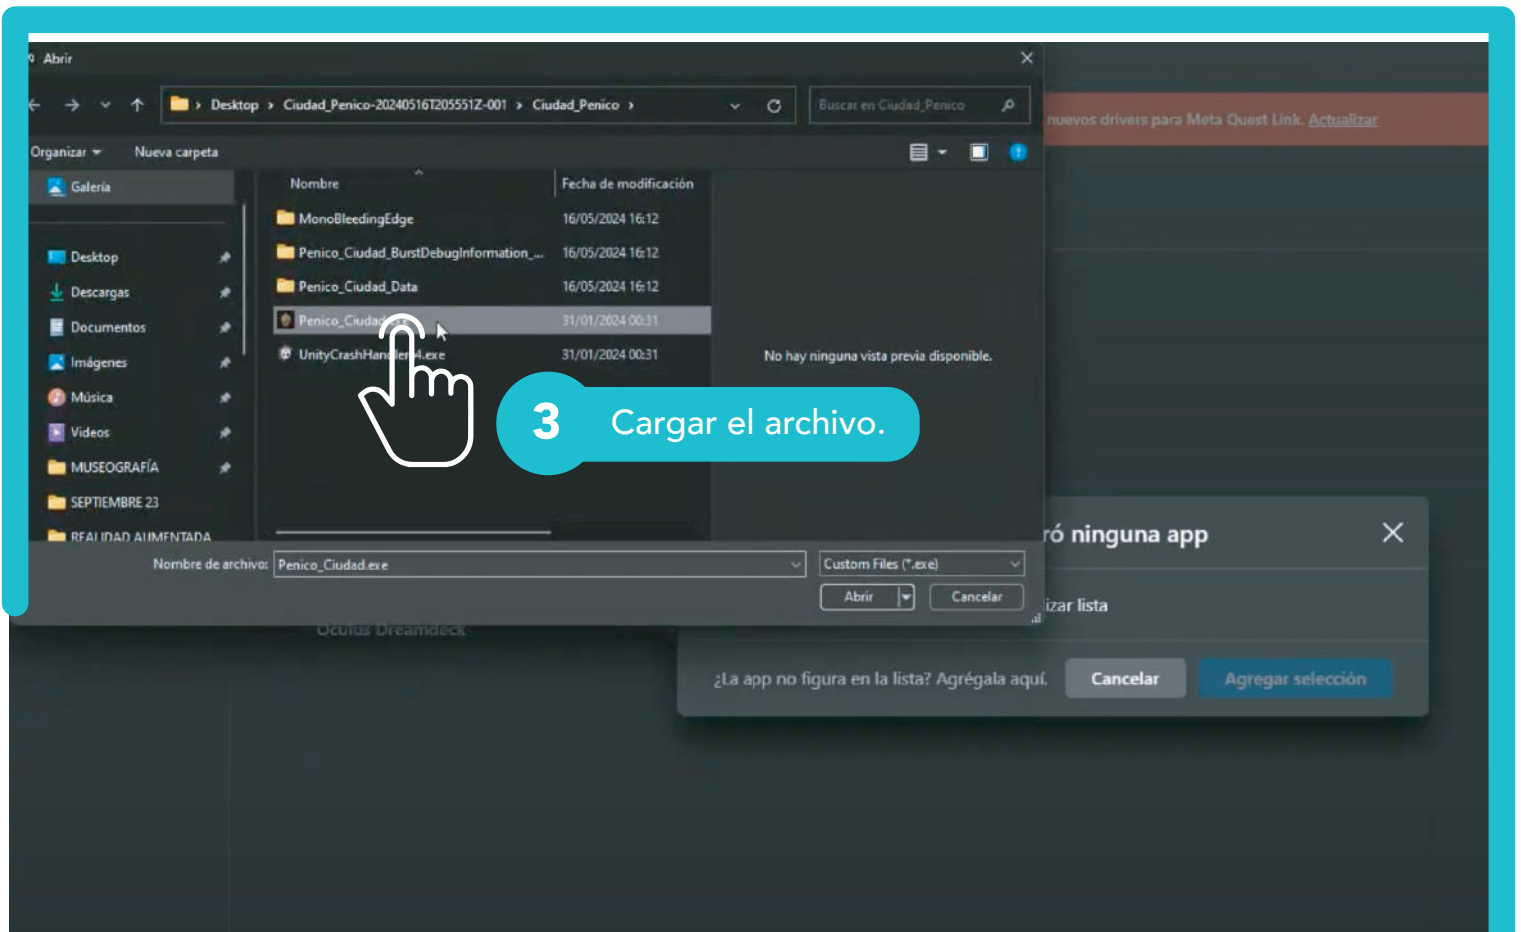 Abrir
Desktop > Ciudad_Penico-20240516T205551Z-001 > Ciudad_Penico >
Buscar en Ciudad_Penico
nuevos drivers para Meta Quest Link. Actualizar
Organizar
Nueva carpeta
Galería
Nombre
Fecha de modificación
MonoBleedingEdge
16/05/2024 16:12
Desktop
Penico_Ciudad_BurstDebugInformation_...
16/05/2024 16:12
Descargas
Penico_Ciudad_Data
16/05/2024 16:12
Documentos
Penico_Ciudad.exe
31/01/2024 00:31
Imágenes
31/01/2024 00:31
No hay ninguna vista previa disponible.
Música
3 Cargar el archivo.
Videos
MUSEOGRAFÍA
SEPTIEMBRE 23
REALIDAD AUMENTADA
ró ninguna app
Nombre de archivo:
Penico_Ciudad.exe
Custom Files (*.exe)
Abrir
Cancelar
izar lista
Oculus Dreamdeck
¿La app no figura en la lista? Agrégala aquí.
Cancelar
Agregar selección